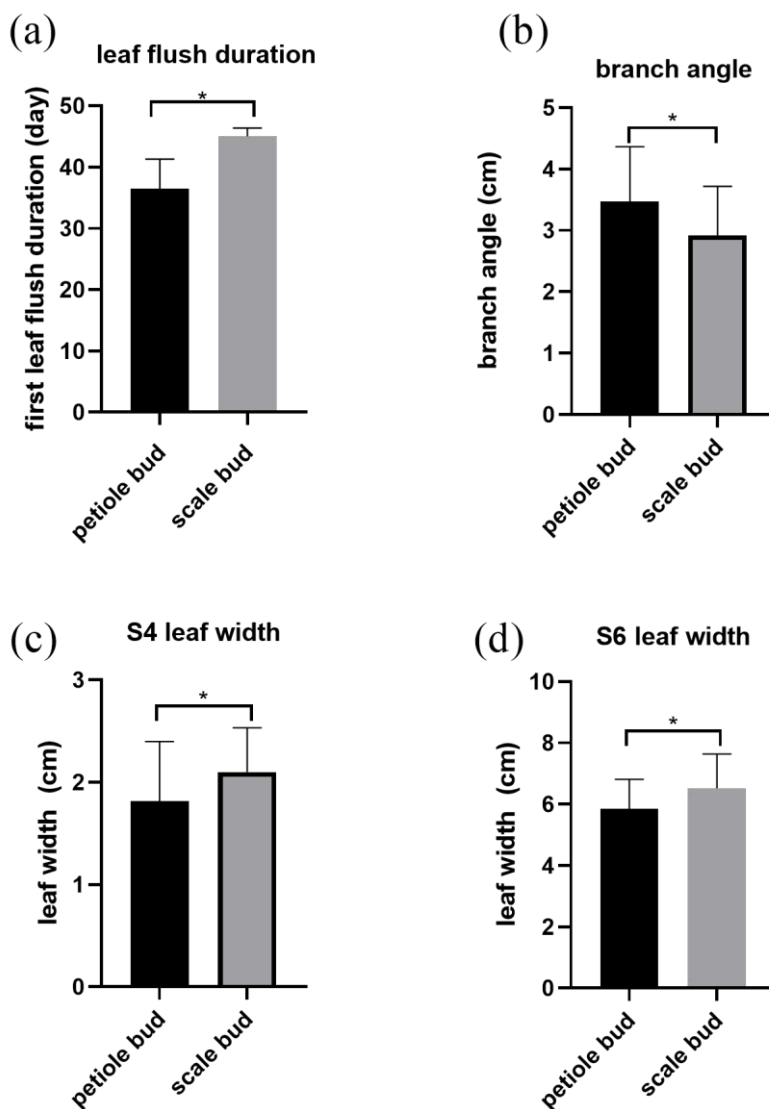 (a)
leaf flush duration
first leaf flush duration (day)
50
40
30
20
10
0
*
petiole bud
scale bud
(b)
branch angle
branch angle (cm)
5
4
3
2
1
0
*
petiole bud
scale bud
(c)
S4 leaf width
leaf width (cm)
3
2
1
0
*
petiole bud
scale bud
(d)
S6 leaf width
leaf width (cm)
10
8
6
4
2
0
*
petiole bud
scale bud